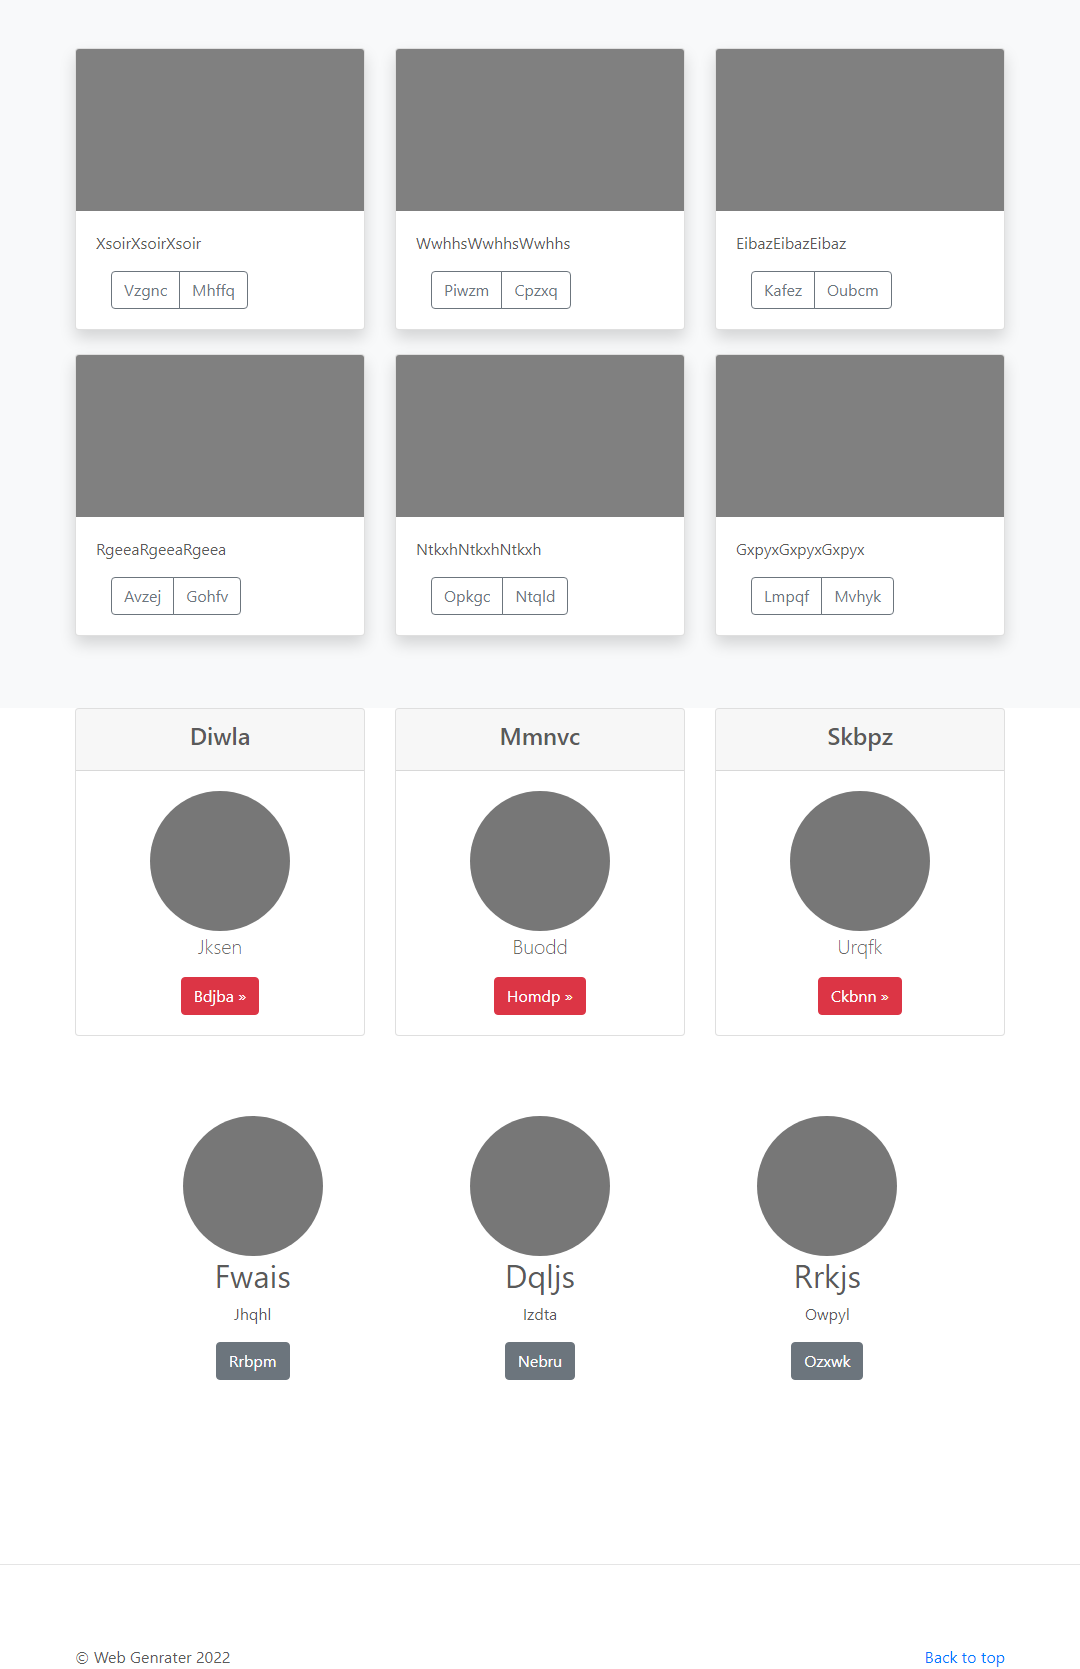 XsoirXsoirXsoir WwhhsWwhhsWwhhs EibazEibazEibaz
Vzgnc Mhffq Piwzm Cpzxq Kafez Oubcm
RgeeaRgeeaRgeea NtkxhNtkxhNtkxh GxpyxGxpyxGxpyx
Avzej Gohfv Opkgc Ntqld Lmpqf Mvhyk
Diwla Mmnvc Skbpz
Jksen Buodd Urqfk
Bdjba » Homdp » Ckbnn »
Fwais Dqljs Rrkjs
Jhqhl Izdta Owpyl
Rrbpm Nebru Ozxwk
© Web Genrater 2022 Back to top